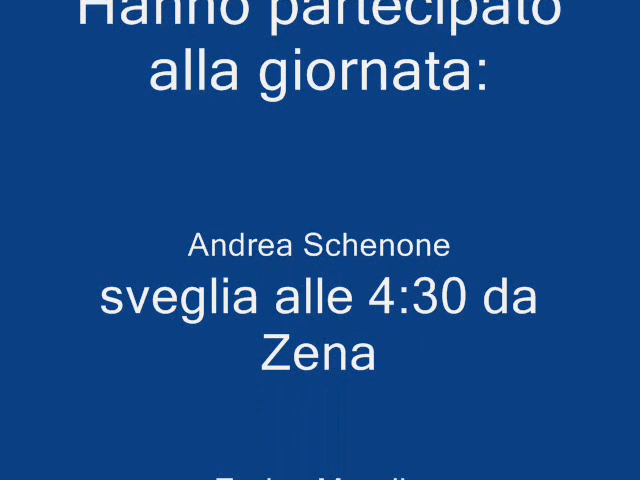 Hanno partecipato
alla giornata:
Andrea Schenone
sveglia alle 4:30 da
Zena